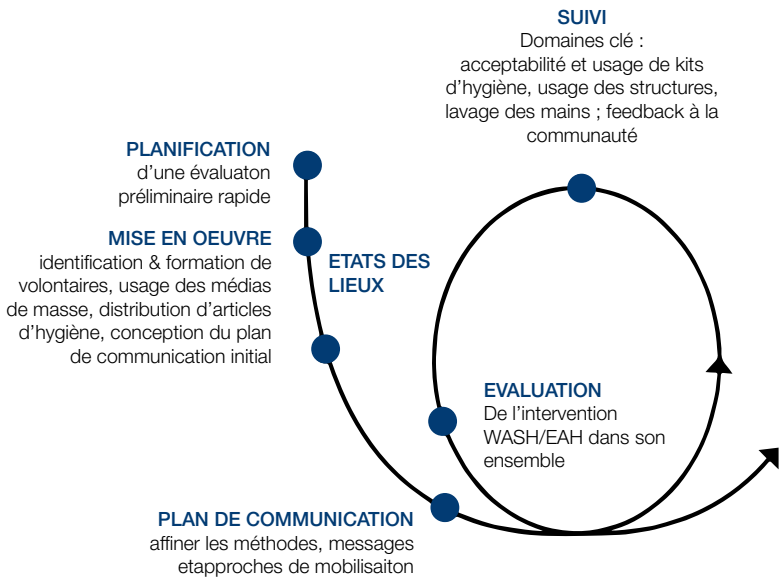 SUIVI
Domaines clé :
acceptabilité et usage de kits
d’hygiène, usage des structures,
lavage des mains ; feedback à la
communauté
PLANIFICATION
d’une évaluaton
préliminaire rapide
MISE EN OEUVRE
identification & formation de
volontaires, usage des médias
de masse, distribution d’articles
d’hygiène, conception du plan
de communication initial
ETATS DES
LIEUX
EVALUATION
De l’intervention
WASH/EAH dans son
ensemble
PLAN DE COMMUNICATION
affiner les méthodes, messages
etapproches de mobilisaiton